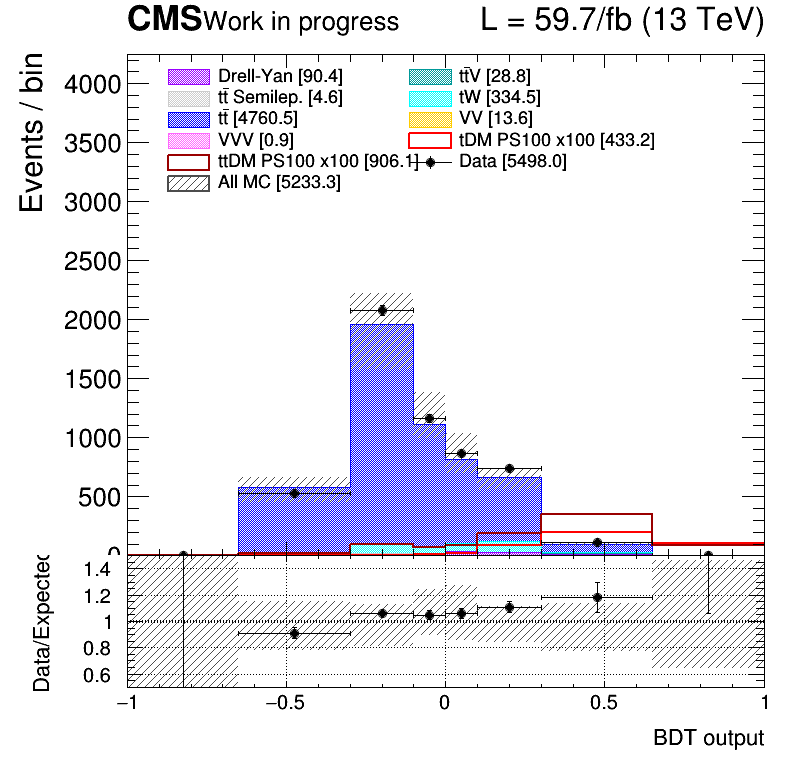 CMS Work in progress L = 59.7/fb (13 TeV)
Events / bin
Drell-Yan [90.4] tt̄V [28.8]
tt̄ Semilep. [4.6] tW [334.5]
tt̄ [4760.5] VV [13.6]
VVV [0.9] tDM PS100 x100 [433.2]
ttDM PS100 x100 [906.1] Data [5498.0]
All MC [5233.3]
4000
3500
3000
2500
2000
1500
1000
500
0
Data/Expected
1.4
1.2
1
0.8
0.6
−1 −0.5 0 0.5 1
BDT output